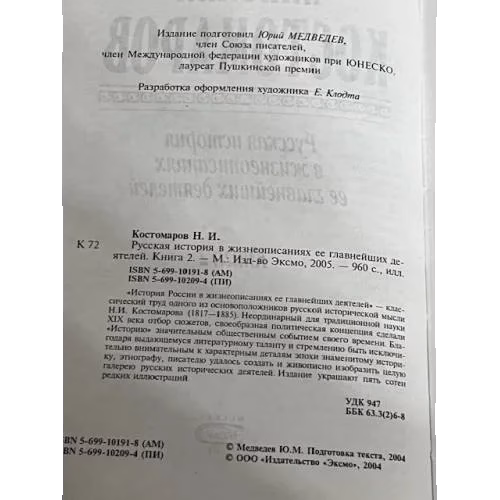 Издание подготовил Юрий МЕДВЕДЕВ,
член Союза писателей,
член Международной федерации художников при ЮНЕСКО,
лауреат Пушкинской премии
Разработка оформления художника Е. Клодта
Костомаров Н. И.
К 72
Русская история в жизнеописаниях ее главнейших де-
ятелей. Книга 2. — М.: Изд-во Эксмо, 2005. — 960 с., илл.
ISBN 5-699-10191-8 (АМ)
ISBN 5-699-10209-4 (ПИ)
«История России в жизнеописаниях ее главнейших деятелей» — клас-
сический труд одного из основоположников русской исторической мысли
Н.И. Костомарова (1817—1885). Неординарный для традиционной науки
XIX века отбор сюжетов, своеобразная политическая концепция сделали
«Историю» значительным общественным событием своего времени. Бла-
годаря выдающемуся литературному таланту и стремлению быть исключи-
тельно внимательным к характерным деталям эпохи знаменитому истори-
ку, этнографу, писателю удалось создать и живописно изобразить целую
галерею русских исторических деятелей. Издание украшают пять сотен
редких иллюстраций.
УДК 947
ББК 63.3(2)6-8
BN 5-699-10191-8 (АМ)
BN 5-699-10209-4 (ПИ)
© Медведев Ю.М. Подготовка текста, 2004
© ООО «Издательство «Эксмо», 2004